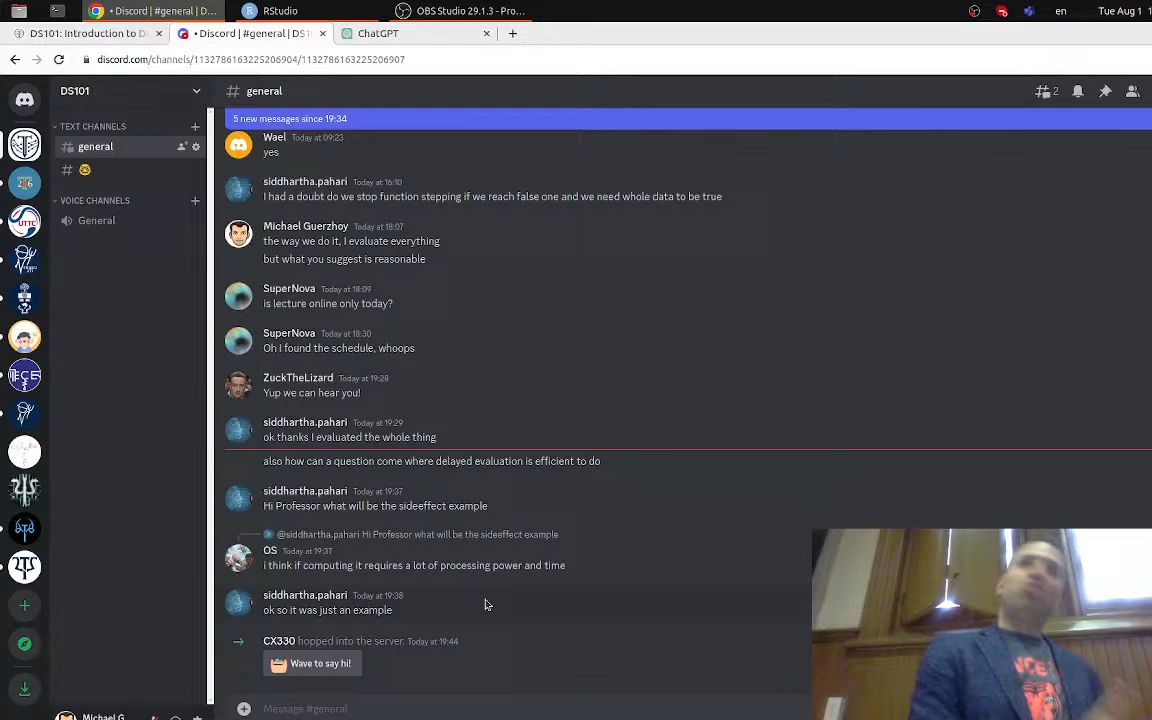 • Discord | #general | D...
RStudio
OBS Studio 29.1.3 - Pro...
en
Tue Aug 1 1
DS101: Introduction to D
• Discord | #general | DS1
ChatGPT
discord.com/channels/1132786163225206904/1132786163225206907
DS101
# general
2
5 new messages since 19:34
TEXT CHANNELS
general
VOICE CHANNELS
General
Wael Today at 09:23
yes
siddhartha.pahari Today at 16:10
I had a doubt do we stop function stepping if we reach false one and we need whole data to be true
Michael Guerzhoy Today at 18:07
the way we do it, I evaluate everything
but what you suggest is reasonable
SuperNova Today at 18:09
is lecture online only today?
SuperNova Today at 18:30
Oh I found the schedule, whoops
ZuckTheLizard Today at 19:28
Yup we can hear you!
siddhartha.pahari Today at 19:29
ok thanks I evaluated the whole thing
also how can a question come where delayed evaluation is efficient to do
siddhartha.pahari Today at 19:37
Hi Professor what will be the sideeffect example
@siddhartha.pahari Hi Professor what will be the sideeffect example
OS Today at 19:37
i think if computing it requires a lot of processing power and time
siddhartha.pahari Today at 19:38
ok so it was just an example
CX330 hopped into the server. Today at 19:44
Wave to say hi!
Message #general
Michael G